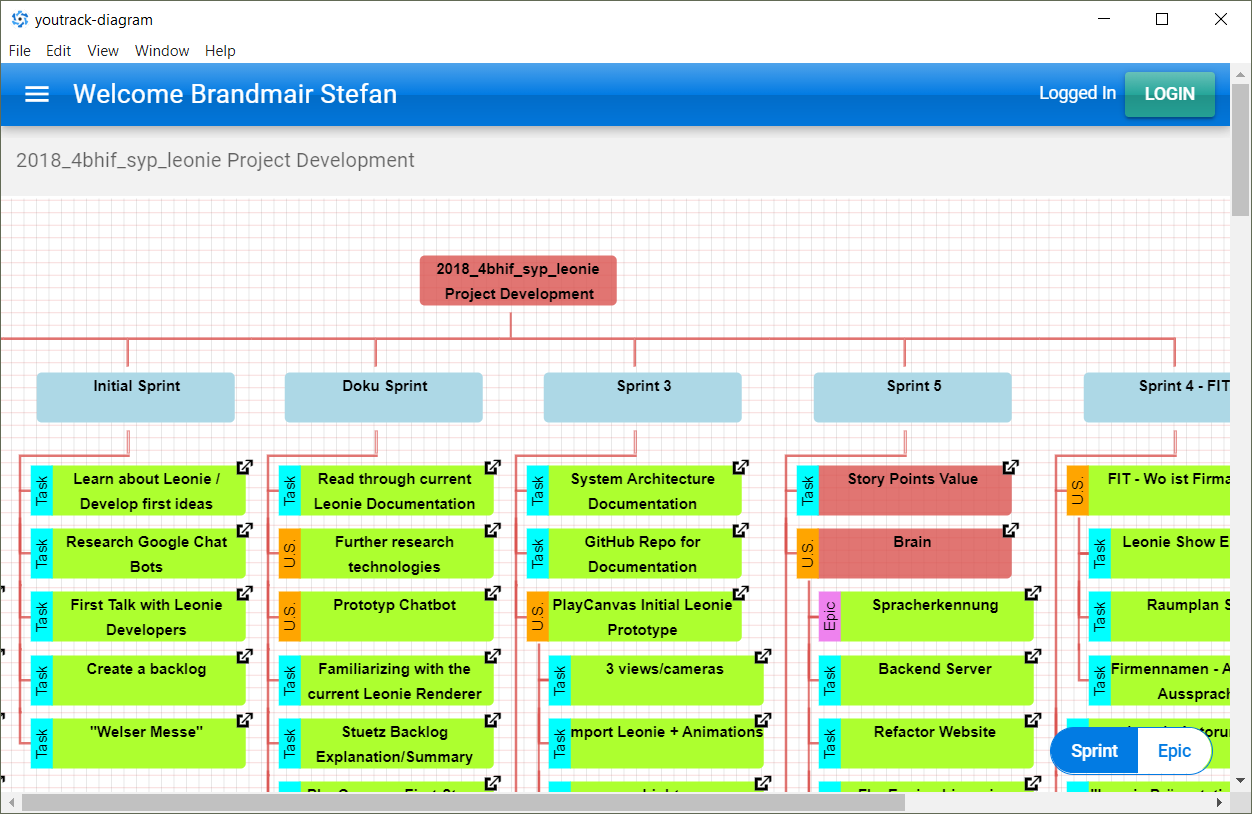 youtrack-diagram
File Edit View Window Help
Welcome Brandmair Stefan
Logged In
LOGIN
2018_4bhif_syp_leonie Project Development
2018_4bhif_syp_leonie
Project Development
Initial Sprint
Doku Sprint
Sprint 3
Sprint 5
Sprint 4 - FIT
Task
Learn about Leonie /
Develop first ideas
Task
Research Google Chat
Bots
Task
First Talk with Leonie
Developers
Task
Create a backlog
Task
"Welser Messe"
Task
Read through current
Leonie Documentation
U.S.
Further research
technologies
U.S.
Prototyp Chatbot
Task
Familiarizing with the
current Leonie Renderer
Task
Stuetz Backlog
Explanation/Summary
Task
System Architecture
Documentation
Task
GitHub Repo for
Documentation
U.S.
PlayCanvas Initial Leonie
Prototype
Task
3 views/cameras
Task
mport Leonie + Animations
Task
Story Points Value
U.S.
Brain
Epic
Spracherkennung
Task
Backend Server
Task
Refactor Website
U.S.
FIT - Wo ist Firma
Task
Leonie Show E
Task
Raumplan S
Task
Firmennamen - A
Aussprach
Sprint
Epic